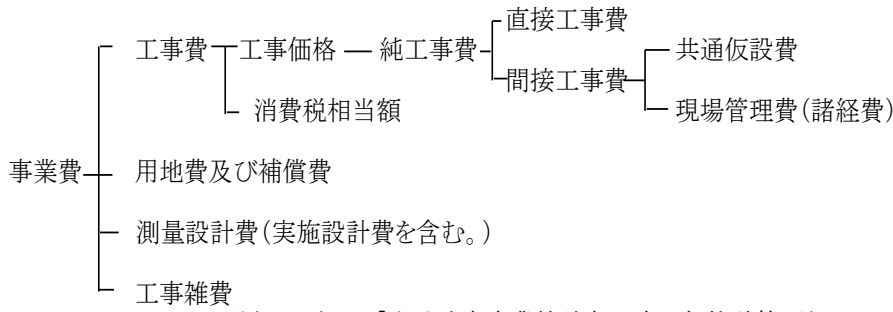 直接工事費
工事費 工事価格 純工事費 共通仮設費
間接工事費
消費税相当額 現場管理費(諸経費)
事業費 用地費及び補償費
測量設計費(実施設計費を含む。)
工事雑費